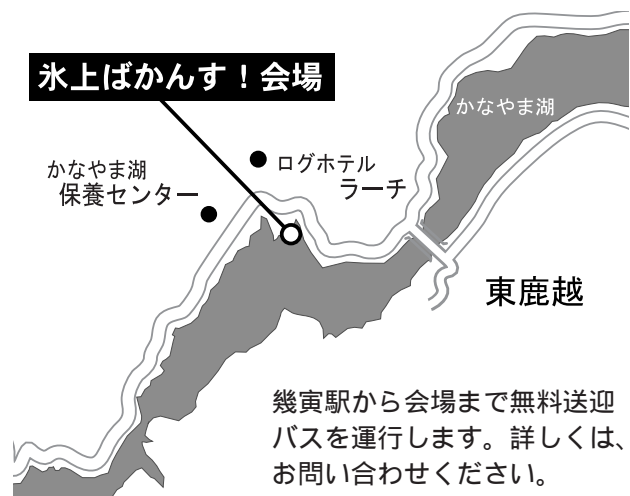 氷上ばかんす！会場
かなやま湖
ログホテル
ラーチ
かなやま湖
保養センター
東鹿越
幾寅駅から会場まで無料送迎
バスを運行します。詳しくは、
お問い合わせください。